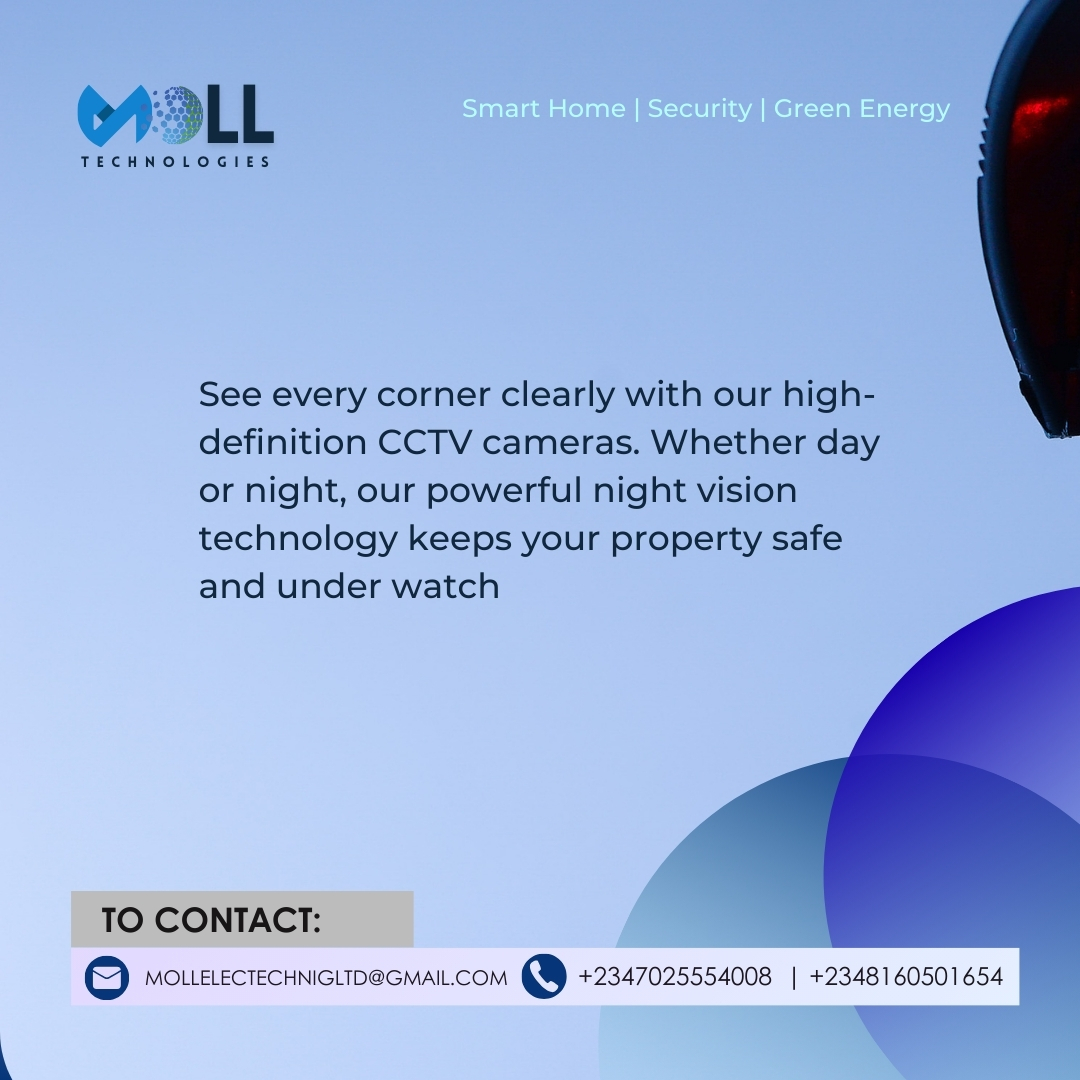 MOLL
TECHNOLOGIES
Smart Home | Security | Green Energy
See every corner clearly with our high-
definition CCTV cameras. Whether day
or night, our powerful night vision
technology keeps your property safe
and under watch
TO CONTACT:
MOLLELECTECHNIGLTD@GMAIL.COM
+2347025554008 | +2348160501654